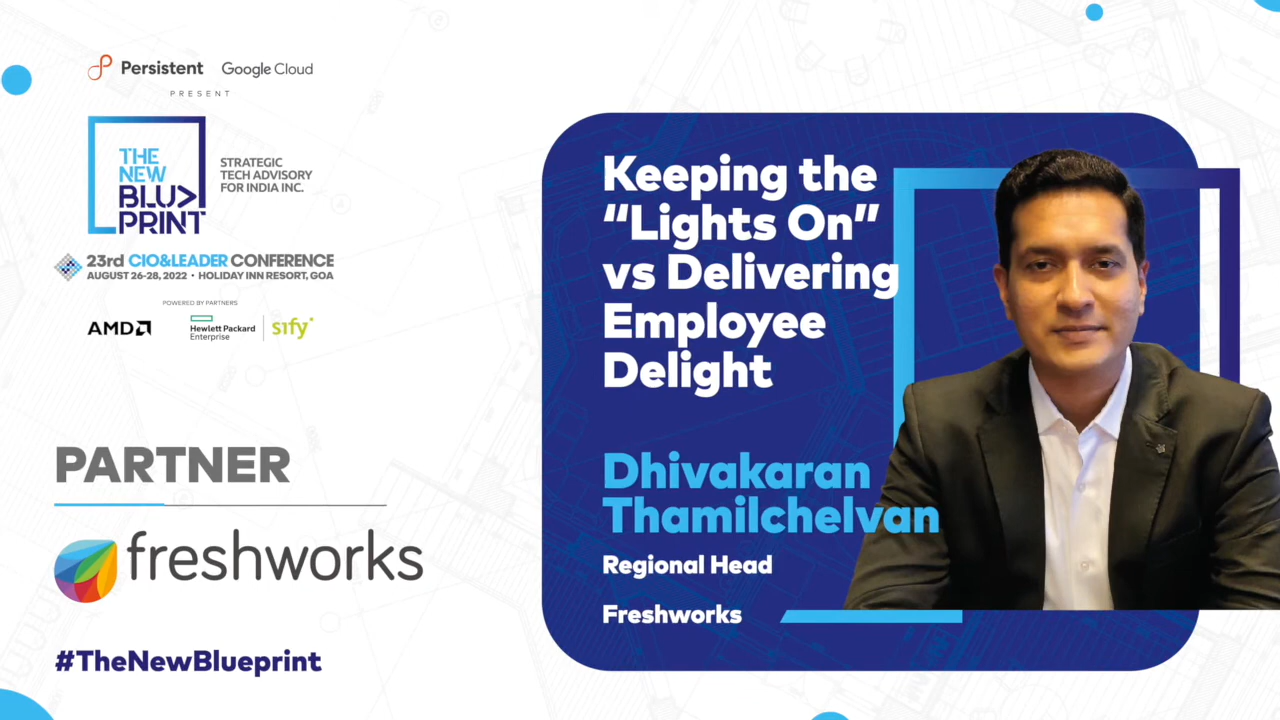 Persistent Google Cloud
PRESENT
THE
NEW
BLU>
PRINT
STRATEGIC
TECH ADVISORY
FOR INDIA INC.
23rd CIO&LEADER CONFERENCE
AUGUST 26-28, 2022 • HOLIDAY INN RESORT, GOA
POWERED BY PARTNERS
AMD
Hewlett Packard
Enterprise
sify
PARTNER
freshworks
#TheNewBlueprint
Keeping the
“Lights On”
vs Delivering
Employee
Delight
Dhivakaran
Thamilchelvan
Regional Head
Freshworks